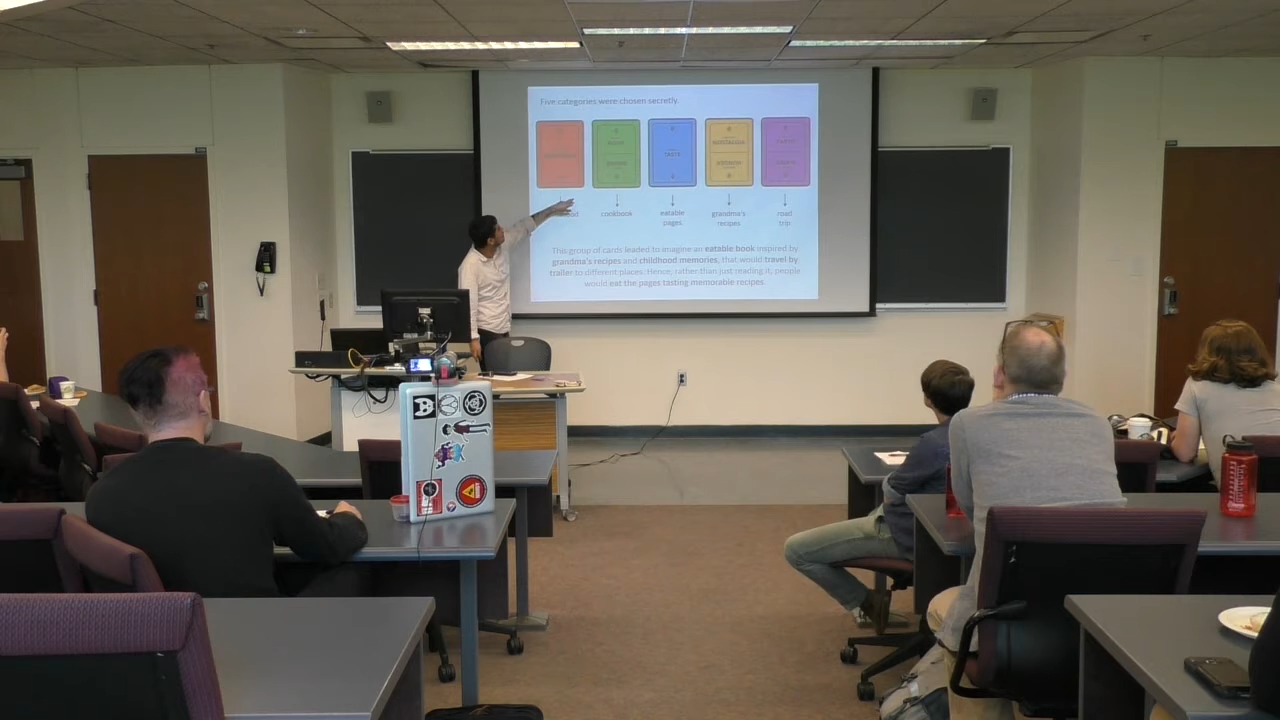 Five categories were chosen secretly.
TASTE
cookbook
eatable
pages
grandma's
recipes
road
trip
This group of cards leaded to imagine an eatable book inspired by
grandma's recipes and childhood memories, that would travel by
trailer to different places. Hence, rather than just reading it, people
would eat the pages tasting memorable recipes.